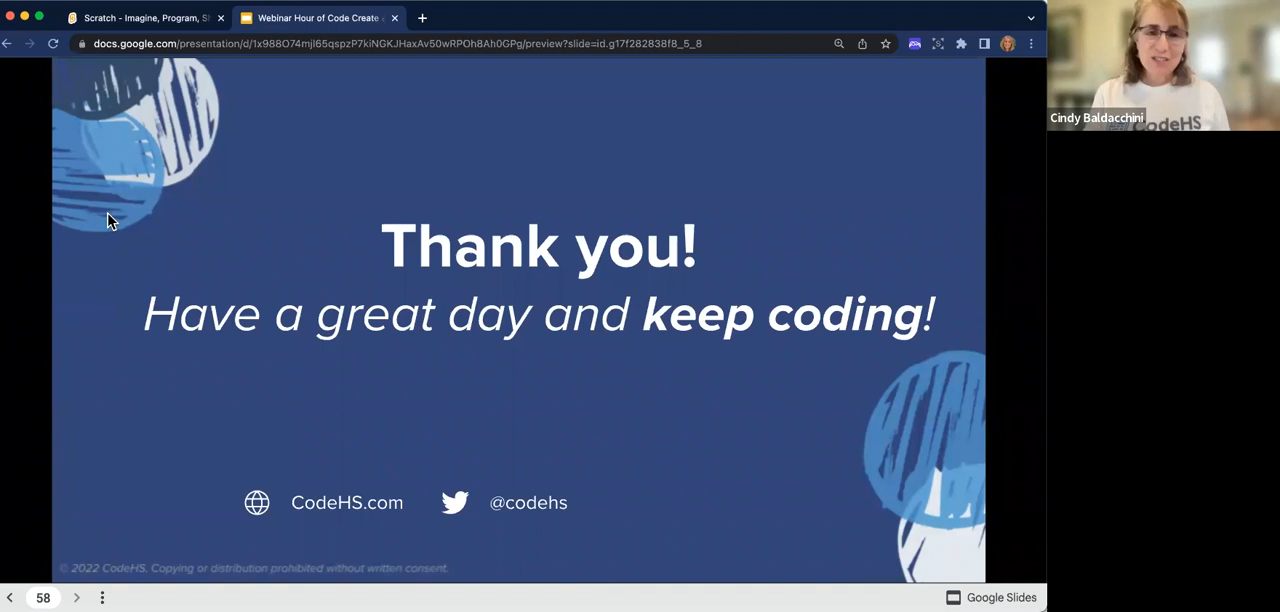 Scratch - Imagine, Program, S
Webinar Hour of Code Create
docs.google.com/presentation/d/1x988O74mjl65qspzP7kiNGKJHaxAv50wRPOh8Ah0GPg/preview?slide=id.g17f282838f8_5_8
Cindy Baldacchini
CodeHS
Thank you!
Have a great day and keep coding!
CodeHS.com @codehs
© 2022 CodeHS. Copying or distribution prohibited without written consent.
58
Google Slides